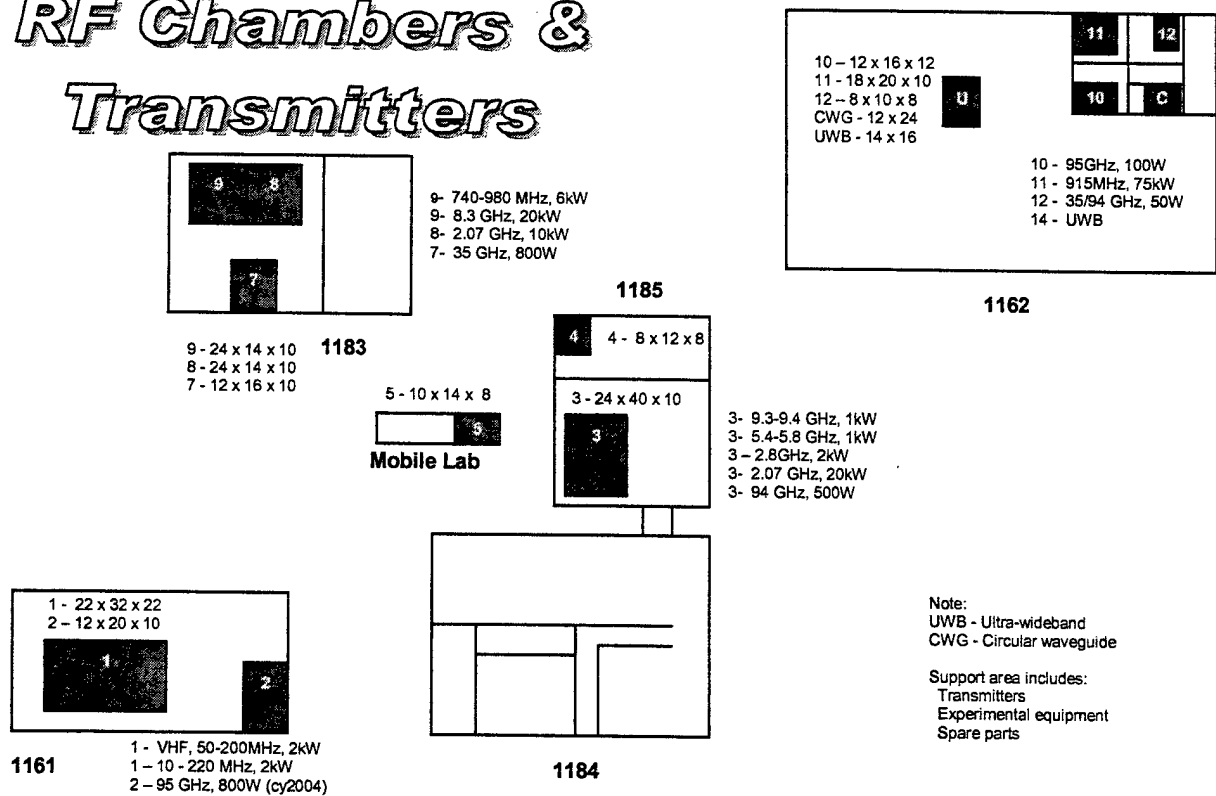 RF Chambers &
Transmitters
9 8
7
9- 740-980 MHz, 6kW
9- 8.3 GHz, 20kW
8- 2.07 GHz, 10kW
7- 35 GHz, 800W
9 - 24 x 14 x 10
8 - 24 x 14 x 10
7 - 12 x 16 x 10
1183
10 – 12 x 16 x 12
11 - 18 x 20 x 10
12 – 8 x 10 x 8
CWG - 12 x 24
UWB - 14 x 16
U
11 12
10 C
10 - 95GHz, 100W
11 - 915MHz, 75kW
12 - 35/94 GHz, 50W
14 - UWB
1162
1185
4
4 - 8 x 12 x 8
3 - 24 x 40 x 10
3
3- 9.3-9.4 GHz, 1kW
3- 5.4-5.8 GHz, 1kW
3 – 2.8GHz, 2kW
3- 2.07 GHz, 20kW
3- 94 GHz, 500W
5 - 10 x 14 x 8
Mobile Lab
1 - 22 x 32 x 22
2 – 12 x 20 x 10
1
2
1 - VHF, 50-200MHz, 2kW
1 – 10 - 220 MHz, 2kW
2 – 95 GHz, 800W (cy2004)
1161
1184
Note:
UWB - Ultra-wideband
CWG - Circular waveguide
Support area includes:
Transmitters
Experimental equipment
Spare parts